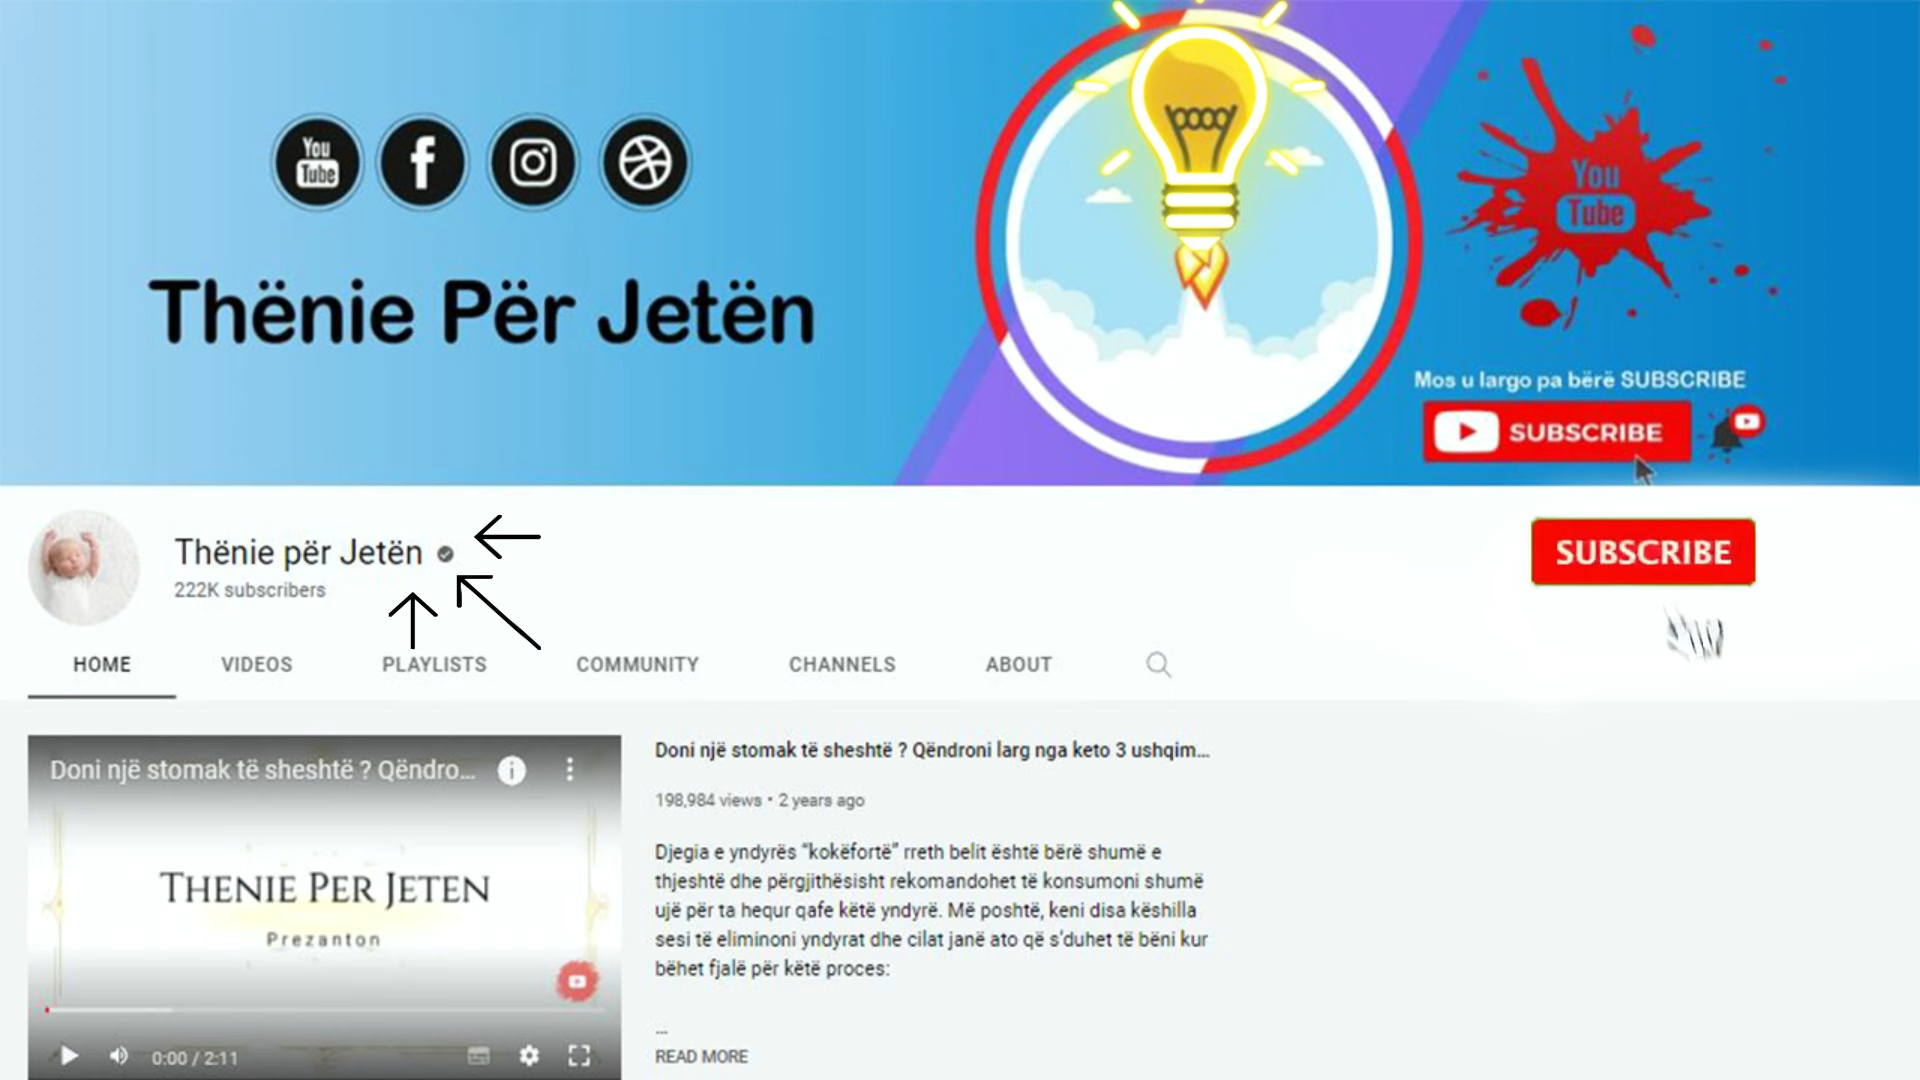 You
Tube
Thënie Për Jetën
You
Tube
Mos u largo pa bërë SUBSCRIBE
SUBSCRIBE
Thënie për Jetën
222K subscribers
SUBSCRIBE
HOME VIDEOS PLAYLISTS COMMUNITY CHANNELS ABOUT
Doni një stomak të sheshtë ? Qëndro...
THENIE PER JETEN
Prezanton
0:00 / 2:11
Doni një stomak të sheshtë ? Qëndroni larg nga keto 3 ushqim...
198,984 views • 2 years ago
Djegia e yndyrës “kokëfortë” rreth belit është bërë shumë e
thjeshtë dhe përgjithësisht rekomandohet të konsumoni shumë
ujë për ta hequr qafe këtë yndyrë. Më poshtë, keni disa këshilla
sesi të eliminoni yndyrat dhe cilat janë ato që s'duhet të bëni kur
bëhet fjalë për këtë proces:
...
READ MORE